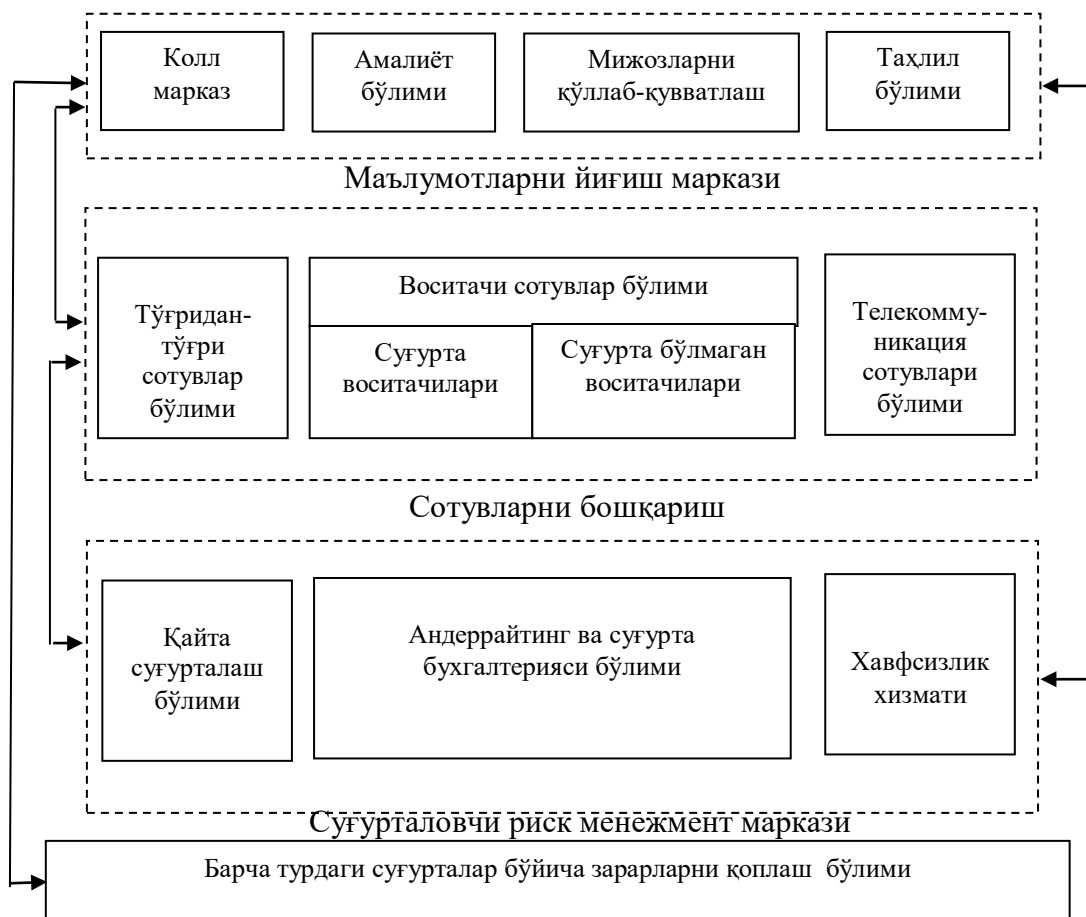 Колл
марказ
Амалиёт
бўлими
Мижозларни
қўллаб-қувватлаш
Таҳлил
бўлими
Маълумотларни йиғиш маркази
Тўғридан-
тўғри
сотувлар
бўлими
Воситачи сотувлар бўлими
Суғурта
воситачилари
Суғурта бўлмаган
воситачилари
Телекомму-
никация
сотувлари
бўлими
Сотувларни бошқариш
Қайта
суғурталаш
бўлими
Андеррайтинг ва суғурта
бухгалтерияси бўлими
Хавфсизлик
хизмати
Суғурталовчи риск менежмент маркази
Барча турдаги суғурталар бўйича зарарларни қоплаш бўлими